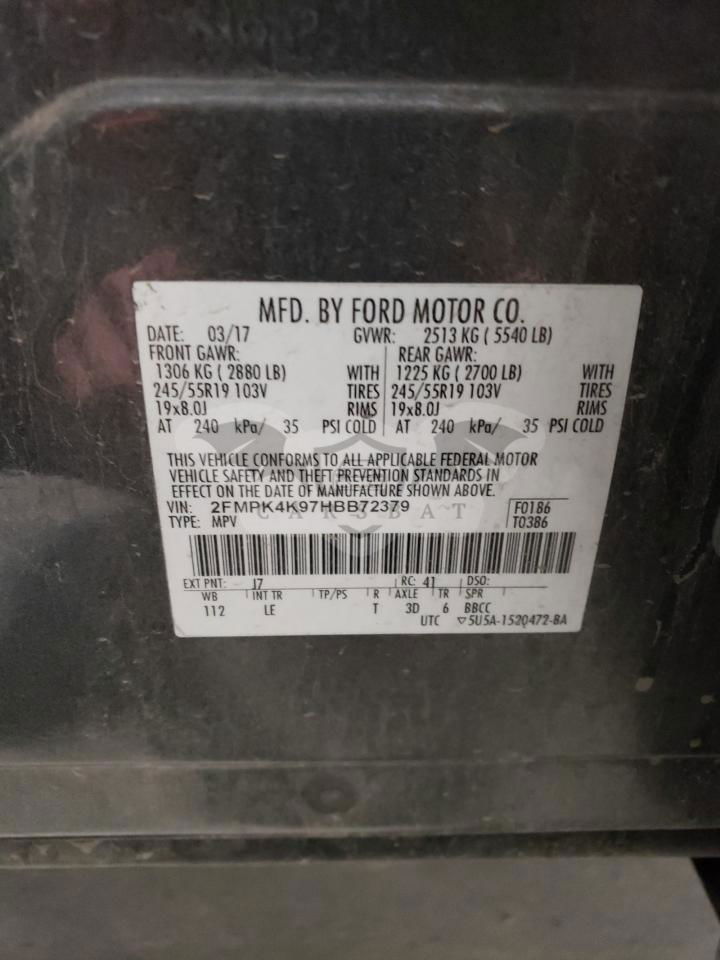 MFD. BY FORD MOTOR CO.
DATE: 03/17 GVWR: 2513 KG ( 5540 LB)
FRONT GAWR: REAR GAWR:
1306 KG ( 2880 LB) WITH 1225 KG ( 2700 LB) WITH
245/55R19 103V TIRES 245/55R19 103V TIRES
19x8.0J RIMS 19x8.0J RIMS
AT 240 kPa/ 35 PSI COLD AT 240 kPa/ 35 PSI COLD
THIS VEHICLE CONFORMS TO ALL APPLICABLE FEDERAL MOTOR
VEHICLE SAFETY AND THEFT PREVENTION STANDARDS IN
EFFECT ON THE DATE OF MANUFACTURE SHOWN ABOVE.
VIN: 2FMPK4K97HBB72379 F0186
TYPE: MPV T0386
CARSBAT
EXT PNT: J7 RC: 41 DSO:
WB INT TR TP/PS R AXLE TR SPR
112 LE T 3D 6 BBCC
UTC ▽5U5A-1520472-BA